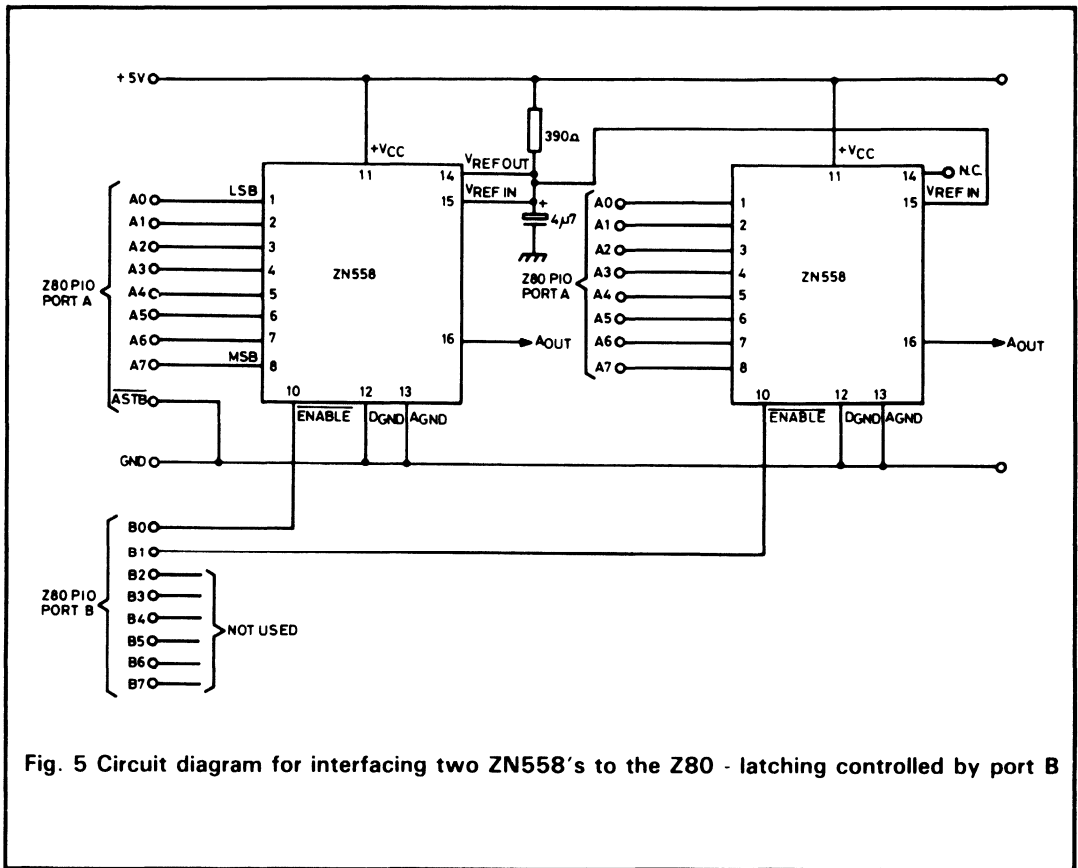 +5V
390Ω
+VCC
11
VREF OUT
14
VREF IN
15
+
4μ7
LSB
MSB
A0
A1
A2
A3
A4
A5
A6
A7
ASTB
Z80 PIO
PORT A
1
2
3
4
5
6
7
8
ZN558
16
AOUT
10
12
13
ENABLE
DGND
AGND
GND
+VCC
11
14
N.C.
15
VREF IN
A0
A1
A2
A3
A4
A5
A6
A7
Z80 PIO
PORT A
1
2
3
4
5
6
7
8
ZN558
16
AOUT
10
12
13
ENABLE
DGND
AGND
B0
B1
B2
B3
B4
B5
B6
B7
Z80 PIO
PORT B
NOT USED
Fig. 5 Circuit diagram for interfacing two ZN558's to the Z80 - latching controlled by port B